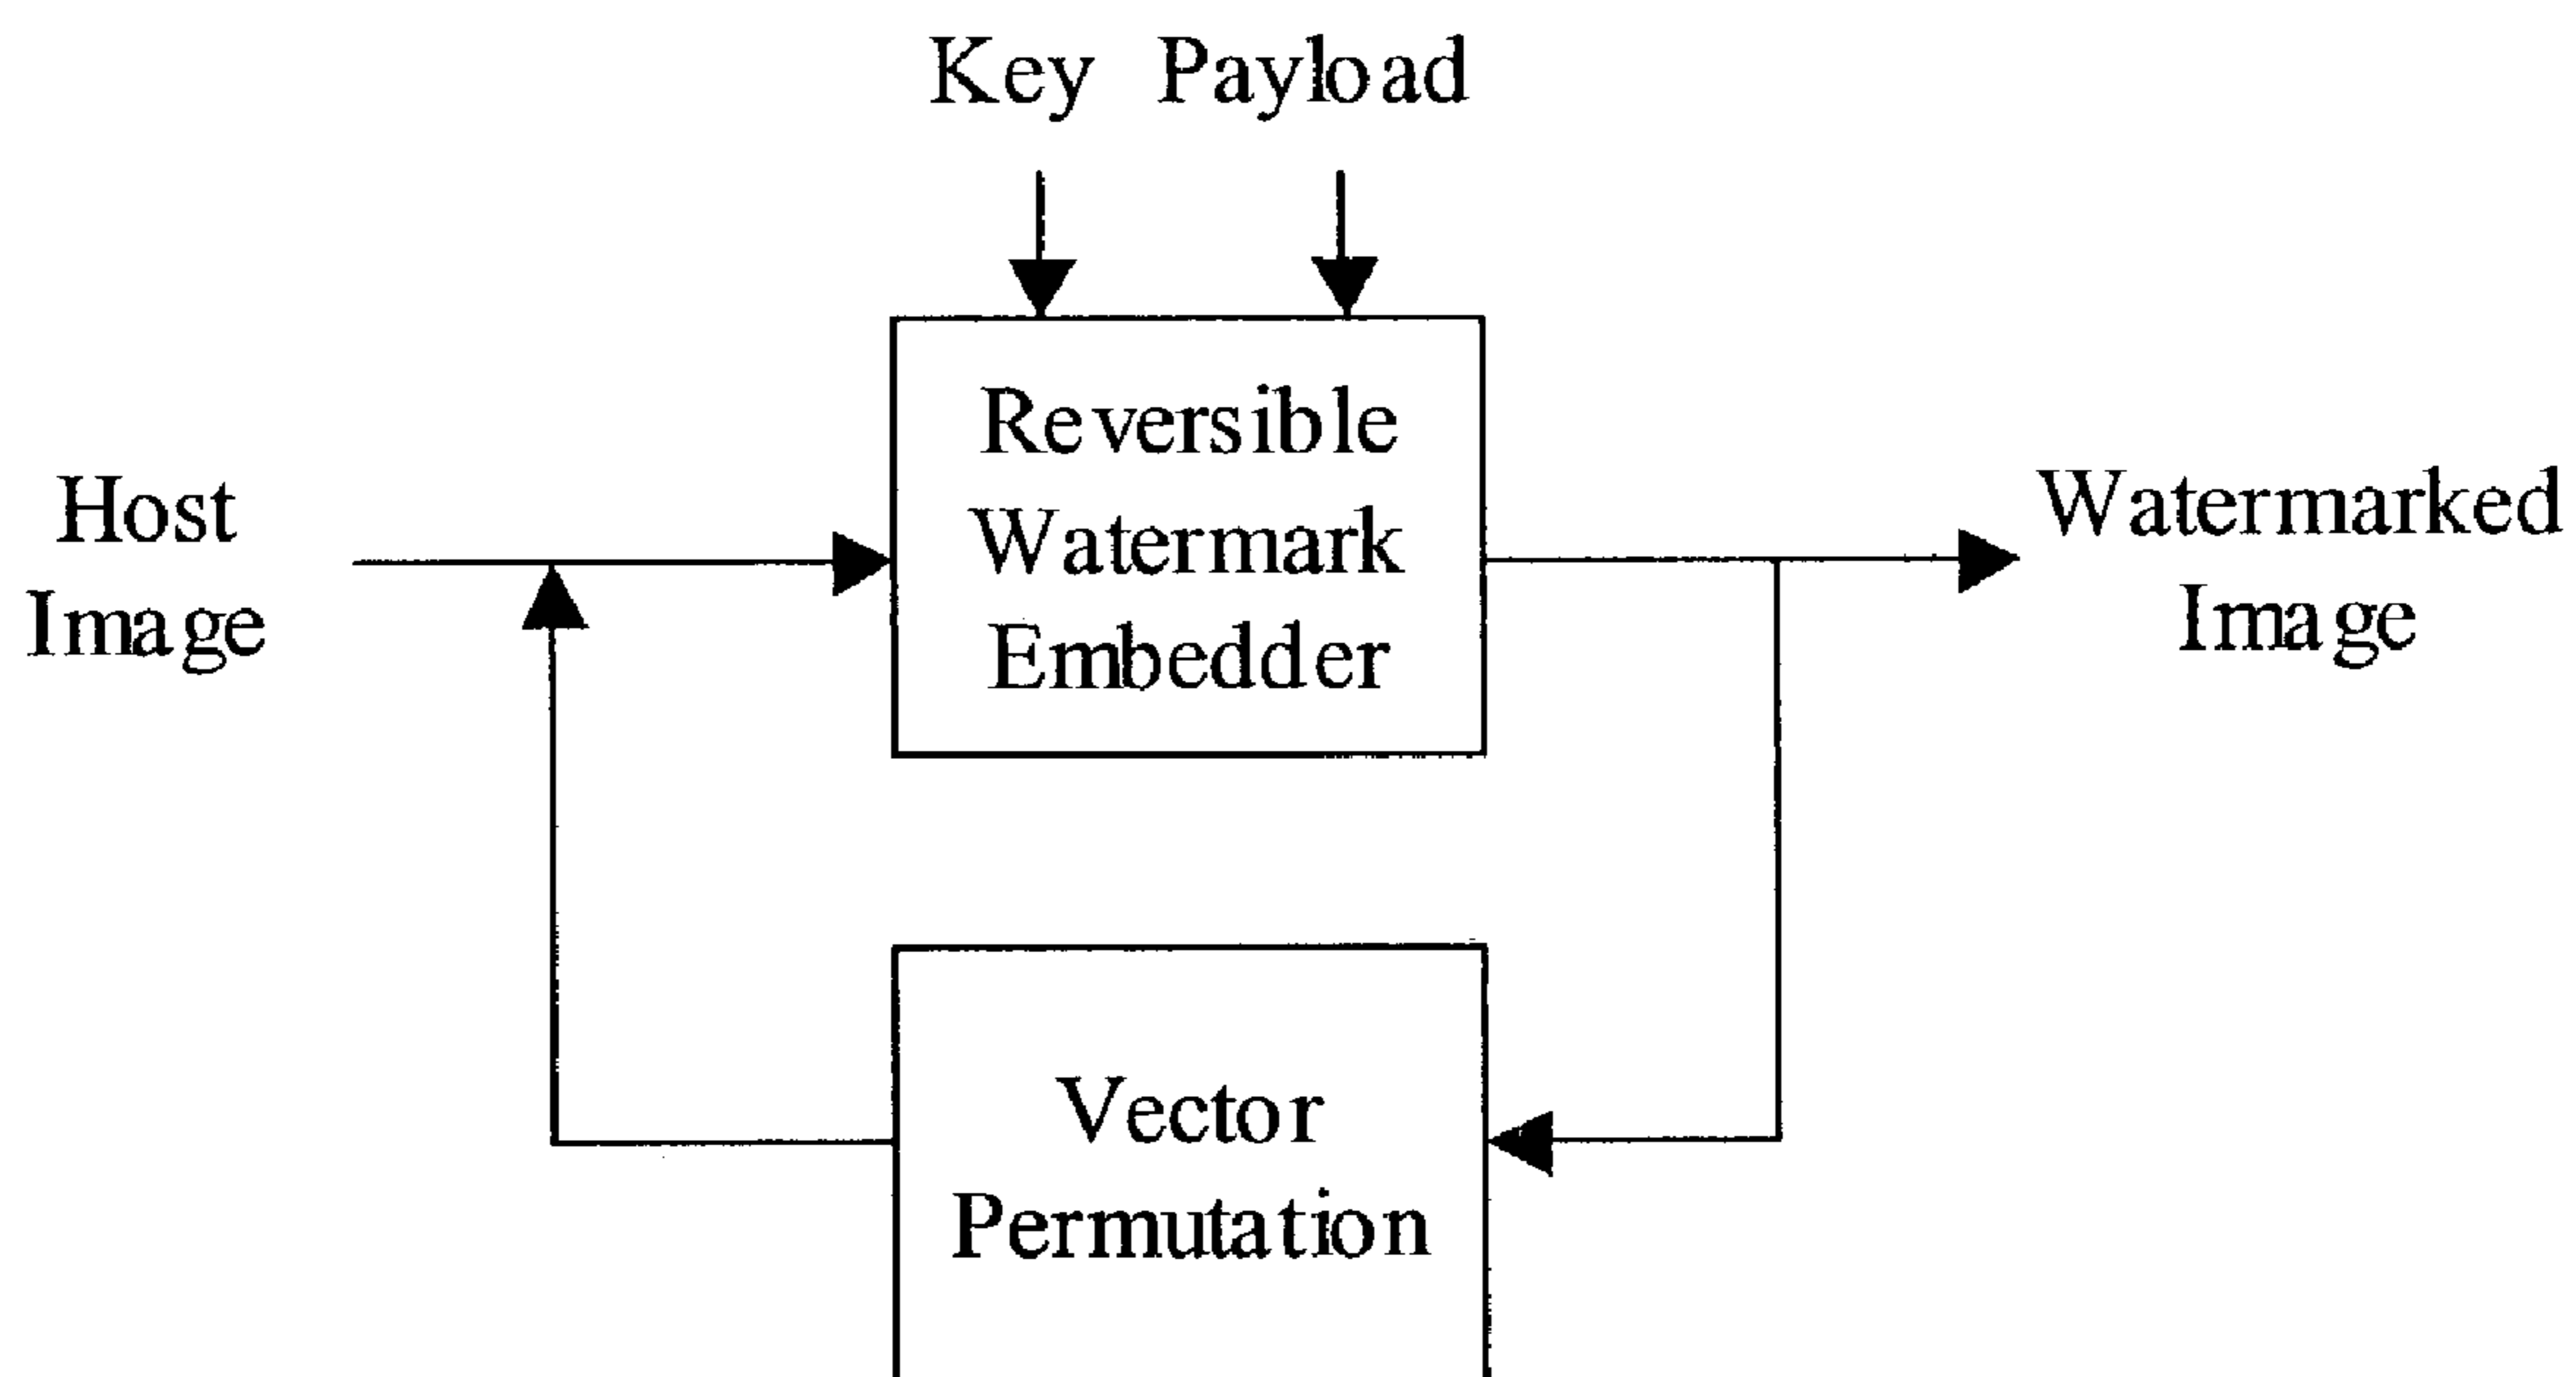 Key Payload
Host
Image
Reversible
Watermark
Embedder
Watermarked
Image
Vector
Permutation